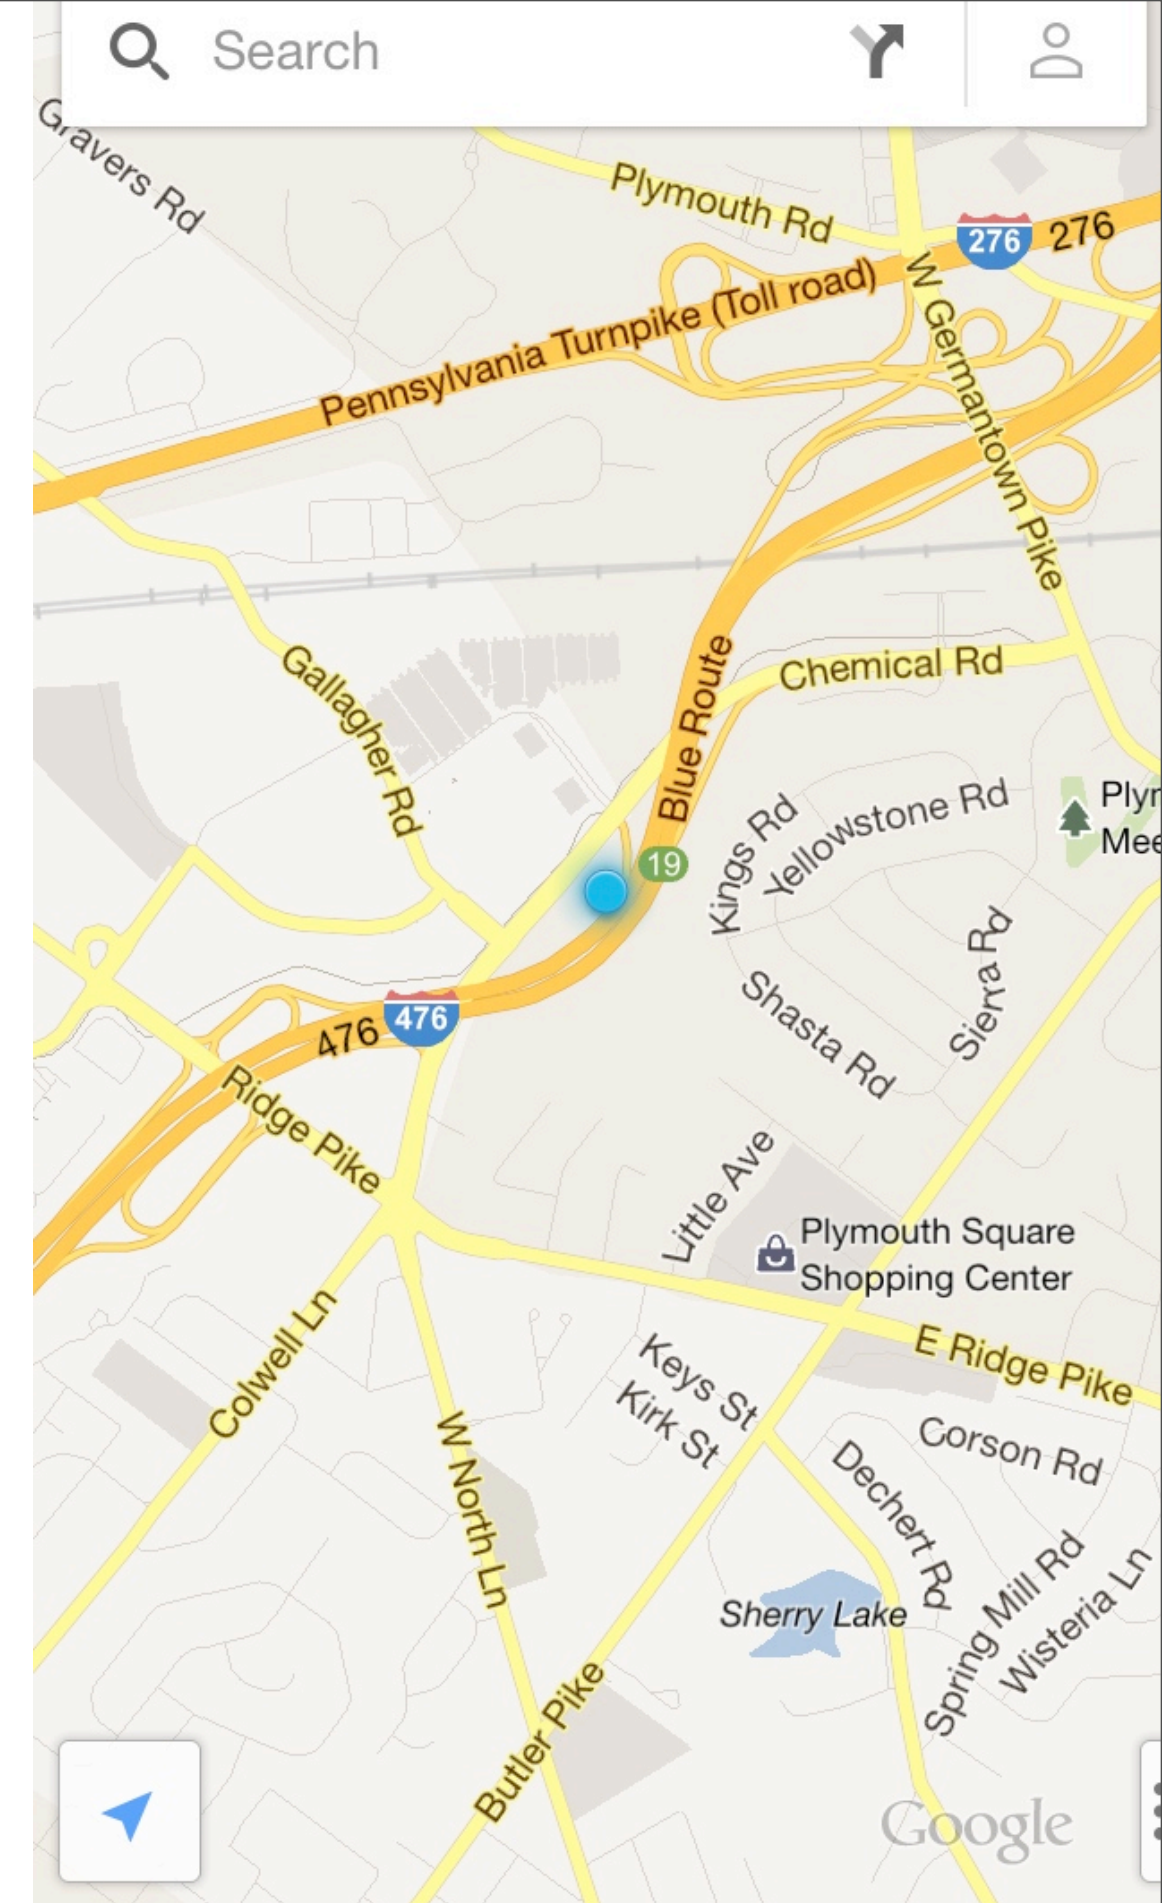 Search
Gravers Rd
Plymouth Rd
276
276
Pennsylvania Turnpike (Toll road)
W Germantown Pike
Gallagher Rd
Blue Route
Chemical Rd
Plyr
Mee
Kings Rd
Yellowstone Rd
19
Sierra Rd
Shasta Rd
476
476
Ridge Pike
Little Ave
Plymouth Square
Shopping Center
Colwell Ln
E Ridge Pike
Keys St
Kirk St
W North Ln
Corson Rd
Dechert Rd
Spring Mill Rd
Wisteria Ln
Sherry Lake
Butler Pike
Google